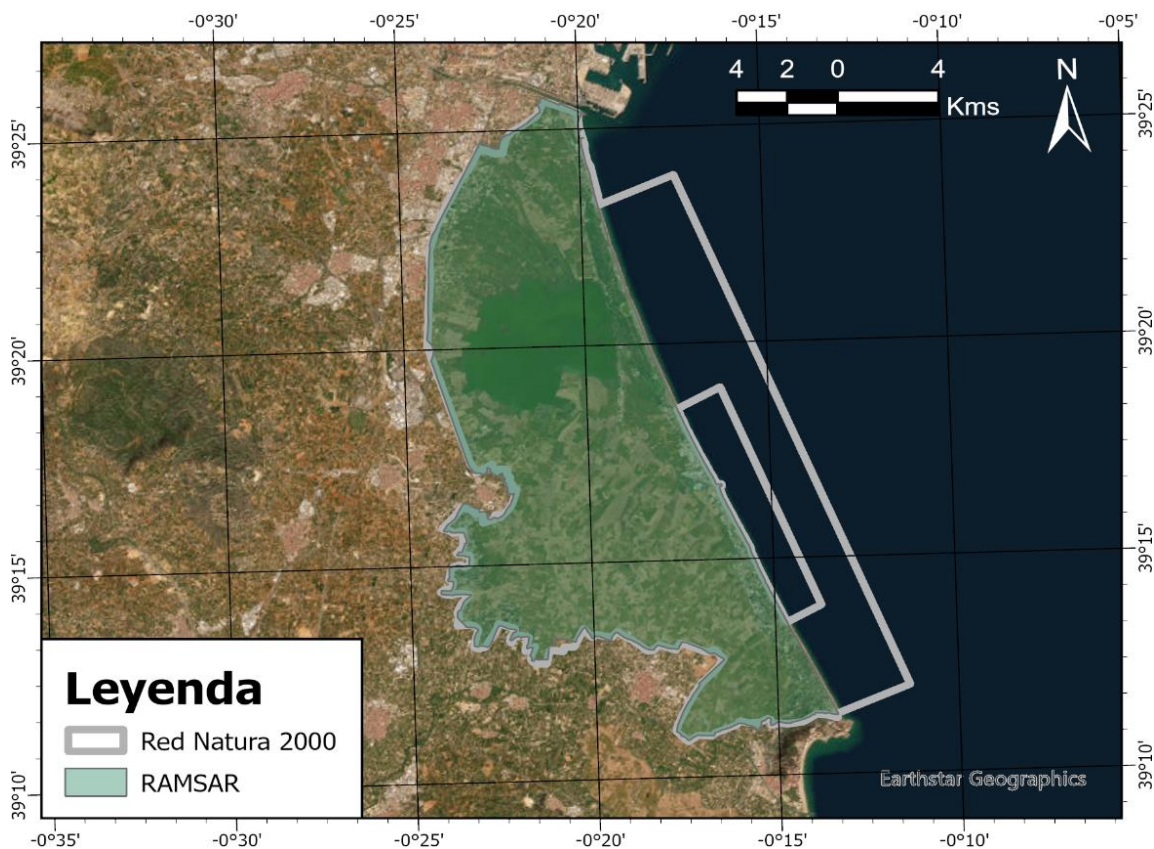 -0°30' -0°25' -0°20' -0°15' -0°10' -0°5'
4 2 0 4
Kms
N
39°25' 39°25'
39°20' 39°20'
39°15' 39°15'
39°10' 39°10'
Leyenda
Red Natura 2000
RAMSAR
Earthstar Geographics
-0°35' -0°30' -0°25' -0°20' -0°15' -0°10'